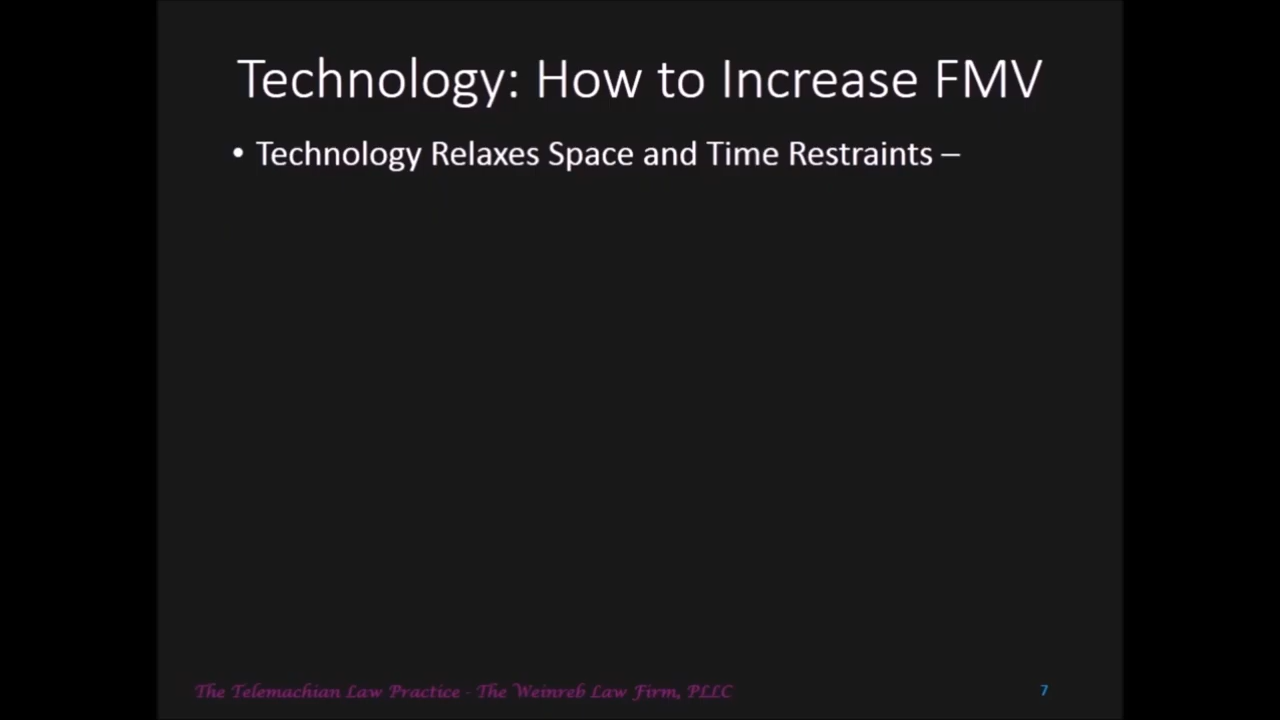 Technology: How to Increase FMV
• Technology Relaxes Space and Time Restraints –
The Telemachian Law Practice - The Weinreb Law Firm, PLLC
7